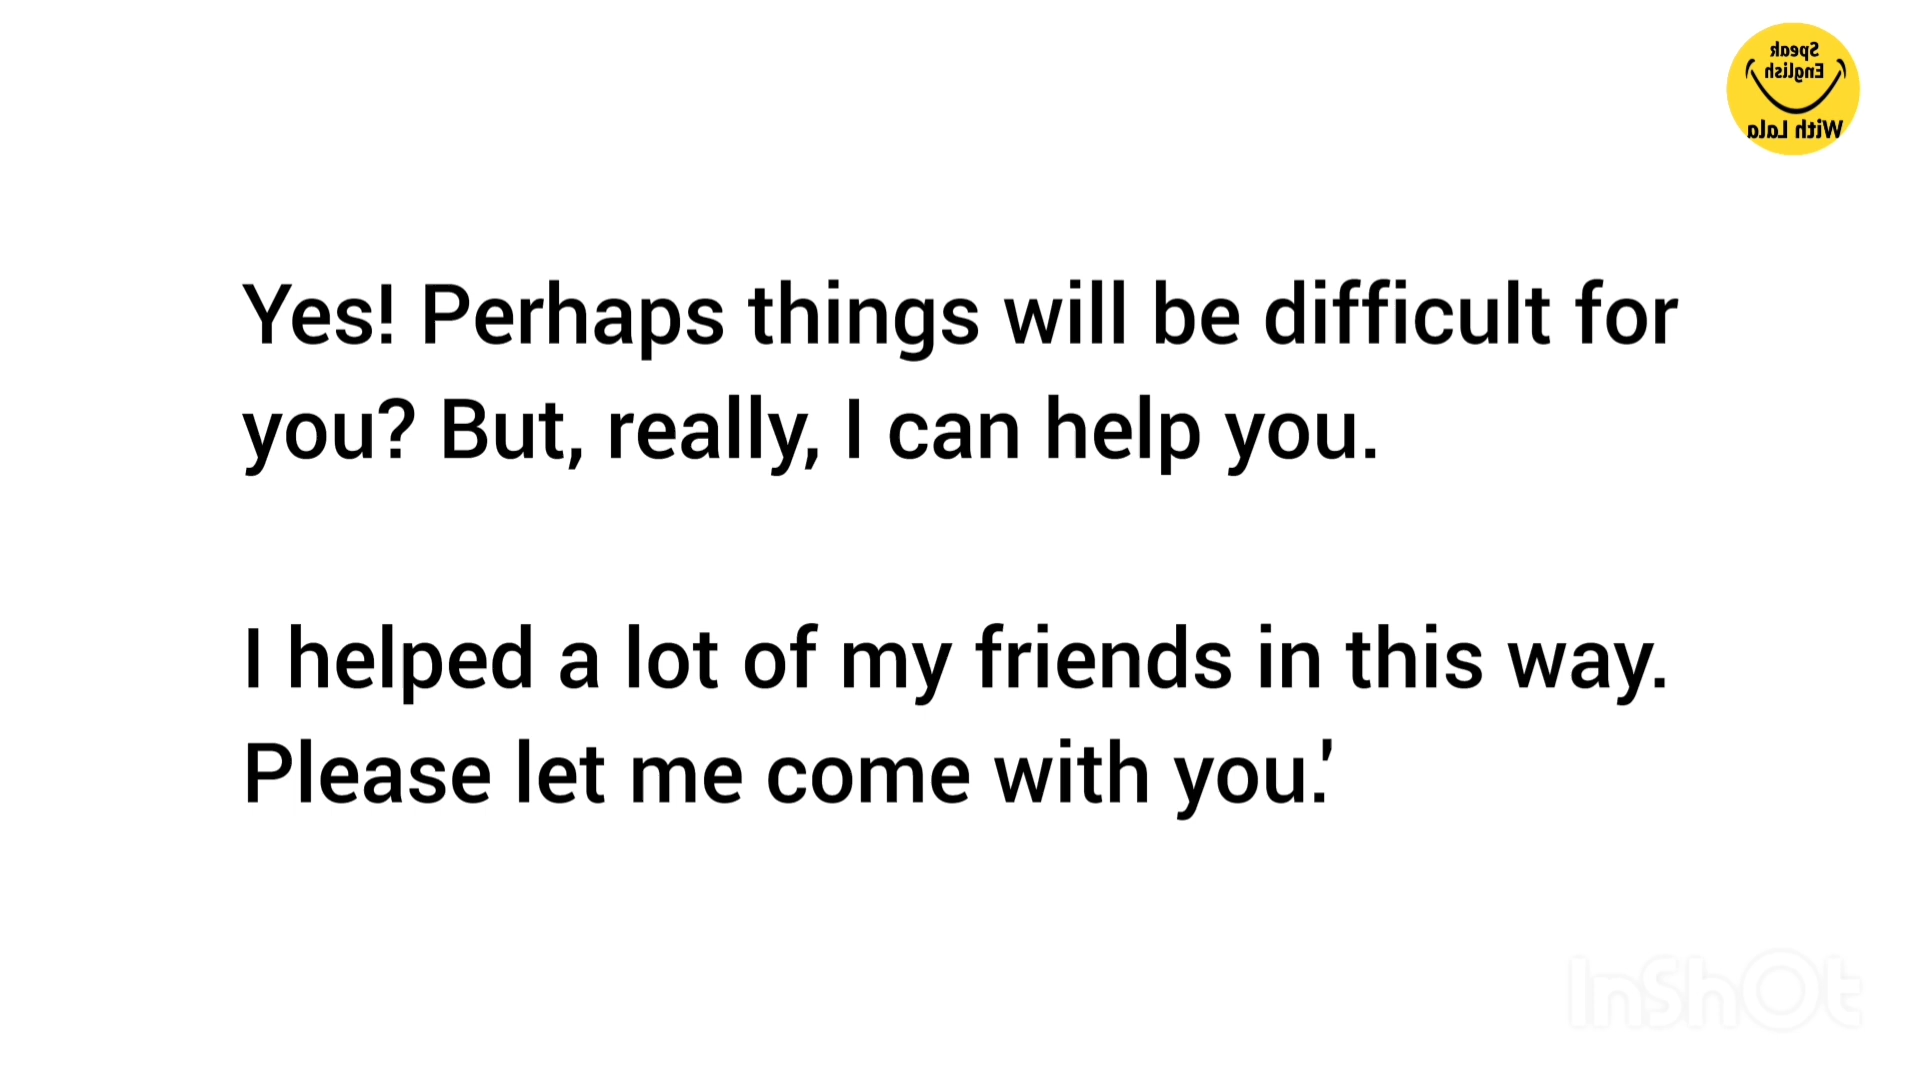 Speak
English
With Lala
Yes! Perhaps things will be difficult for
you? But, really, I can help you.
I helped a lot of my friends in this way.
Please let me come with you.'
InShOt